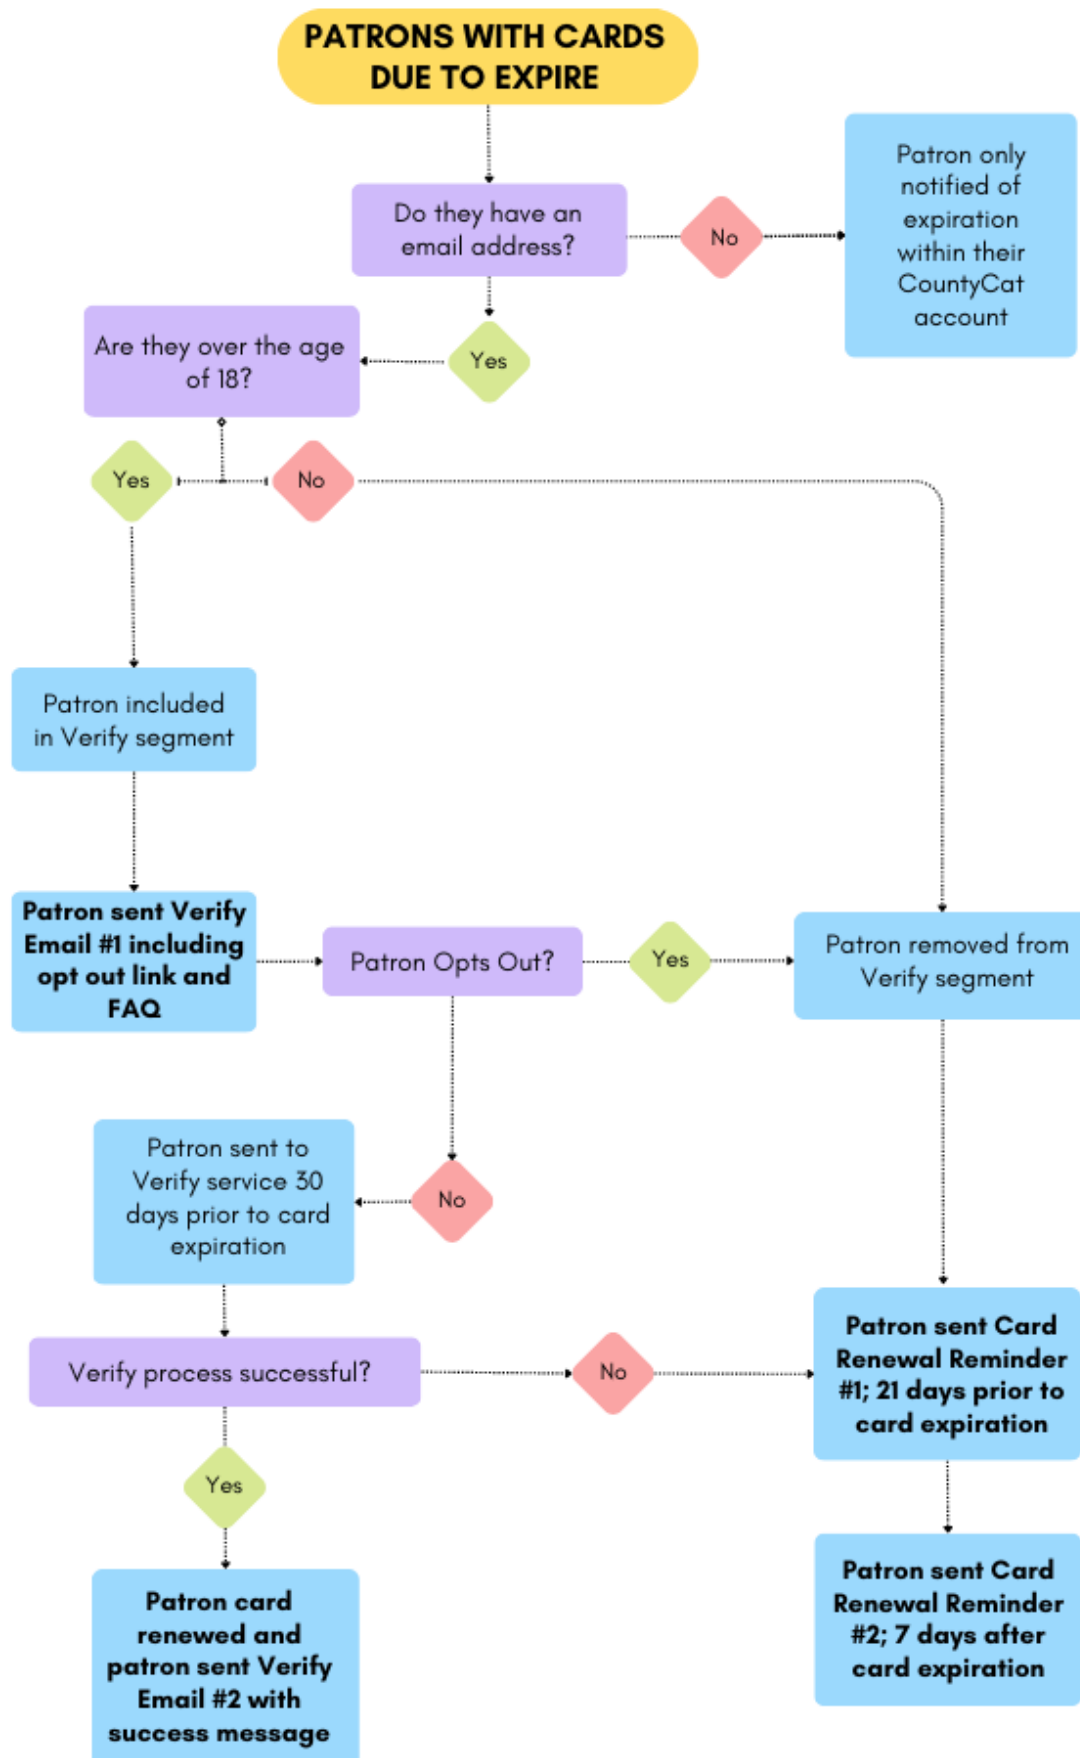 PATRONS WITH CARDS
DUE TO EXPIRE
Do they have an
email address?
No
Patron only
notified of
expiration
within their
CountyCat
account
Yes
Are they over the age
of 18?
Yes
No
Patron included
in Verify segment
Patron sent Verify
Email #1 including
opt out link and
FAQ
Patron Opts Out?
Yes
Patron removed from
Verify segment
No
Patron sent to
Verify service 30
days prior to card
expiration
Verify process successful?
No
Patron sent Card
Renewal Reminder
#1; 21 days prior to
card expiration
Yes
Patron card
renewed and
patron sent Verify
Email #2 with
success message
Patron sent Card
Renewal Reminder
#2; 7 days after
card expiration